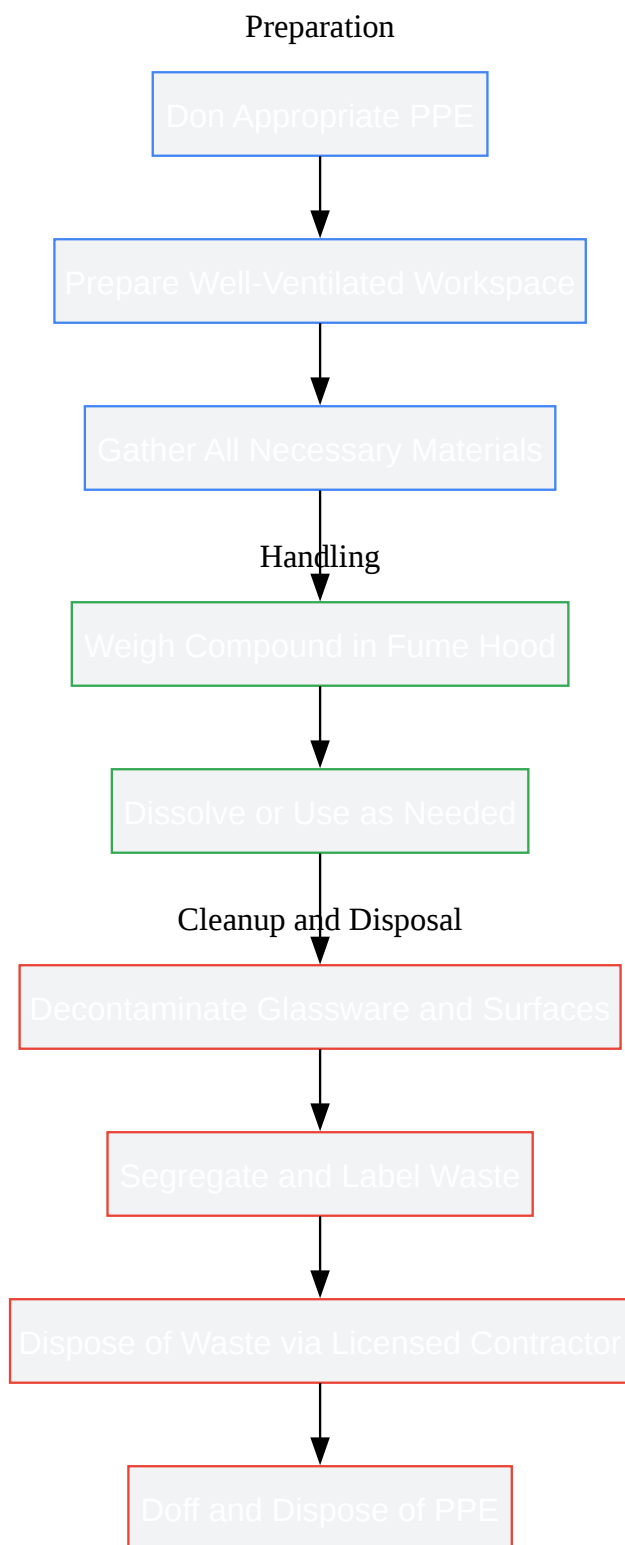 Preparation
Don Appropriate PPE
Prepare Well-Ventilated Workspace
Gather All Necessary Materials
Handling
Weigh Compound in Fume Hood
Dissolve or Use as Needed
Cleanup and Disposal
Decontaminate Glassware and Surfaces
Segregate and Label Waste
Dispose of Waste via Licensed Contractor
Doff and Dispose of PPE